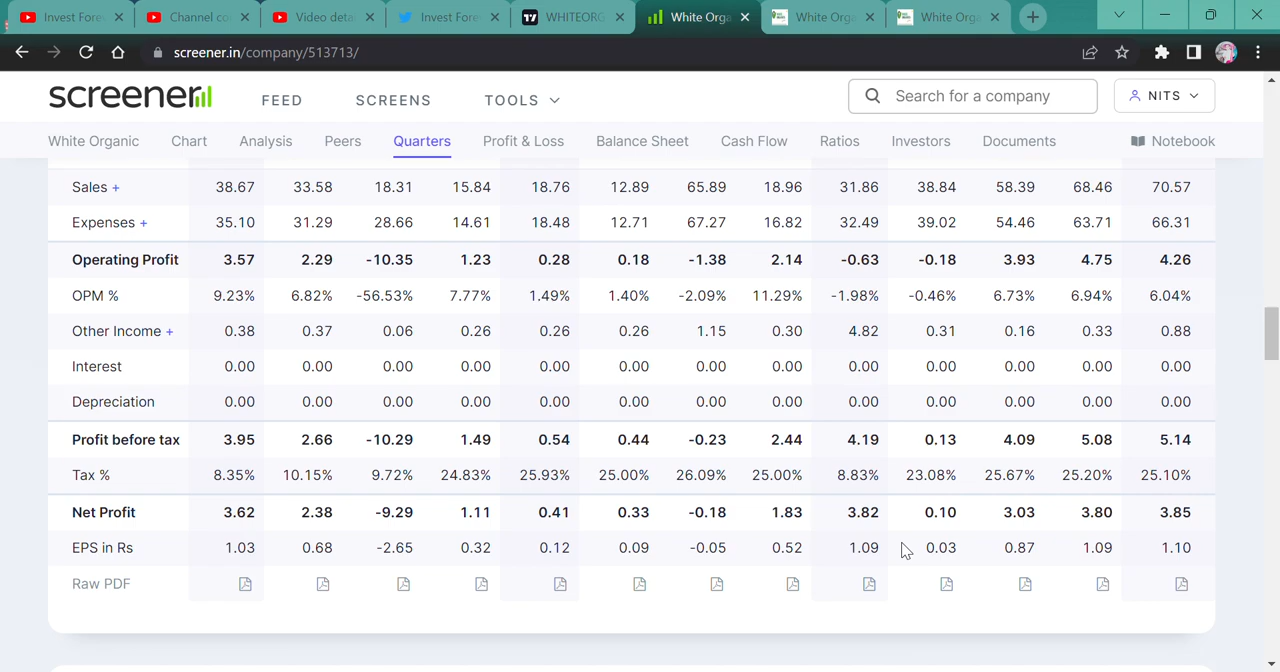 Invest Fore
Channel co
Video deta
Invest Fore
WHITEORG
White Orga
White Orga
White Orga
screener.in/company/513713/
screener
FEED
SCREENS
TOOLS
Search for a company
NITS
White Organic
Chart
Analysis
Peers
Quarters
Profit & Loss
Balance Sheet
Cash Flow
Ratios
Investors
Documents
Notebook
Sales + 38.67 33.58 18.31 15.84 18.76 12.89 65.89 18.96 31.86 38.84 58.39 68.46 70.57
Expenses + 35.10 31.29 28.66 14.61 18.48 12.71 67.27 16.82 32.49 39.02 54.46 63.71 66.31
Operating Profit 3.57 2.29 -10.35 1.23 0.28 0.18 -1.38 2.14 -0.63 -0.18 3.93 4.75 4.26
OPM % 9.23% 6.82% -56.53% 7.77% 1.49% 1.40% -2.09% 11.29% -1.98% -0.46% 6.73% 6.94% 6.04%
Other Income + 0.38 0.37 0.06 0.26 0.26 0.26 1.15 0.30 4.82 0.31 0.16 0.33 0.88
Interest 0.00 0.00 0.00 0.00 0.00 0.00 0.00 0.00 0.00 0.00 0.00 0.00 0.00
Depreciation 0.00 0.00 0.00 0.00 0.00 0.00 0.00 0.00 0.00 0.00 0.00 0.00 0.00
Profit before tax 3.95 2.66 -10.29 1.49 0.54 0.44 -0.23 2.44 4.19 0.13 4.09 5.08 5.14
Tax % 8.35% 10.15% 9.72% 24.83% 25.93% 25.00% 26.09% 25.00% 8.83% 23.08% 25.67% 25.20% 25.10%
Net Profit 3.62 2.38 -9.29 1.11 0.41 0.33 -0.18 1.83 3.82 0.10 3.03 3.80 3.85
EPS in Rs 1.03 0.68 -2.65 0.32 0.12 0.09 -0.05 0.52 1.09 0.03 0.87 1.09 1.10
Raw PDF